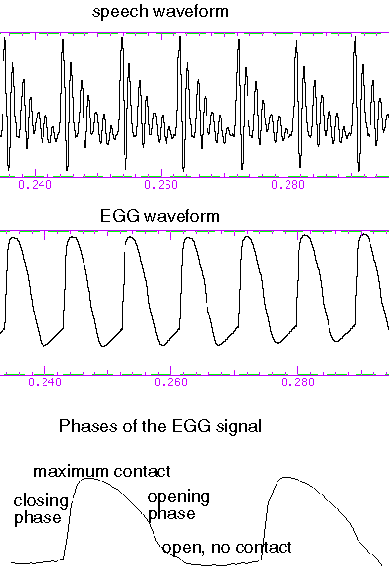 speech waveform
0.240 0.260 0.280
EGG waveform
0.240 0.260 0.280
Phases of the EGG signal
maximum contact
closing
phase
opening
phase
open, no contact